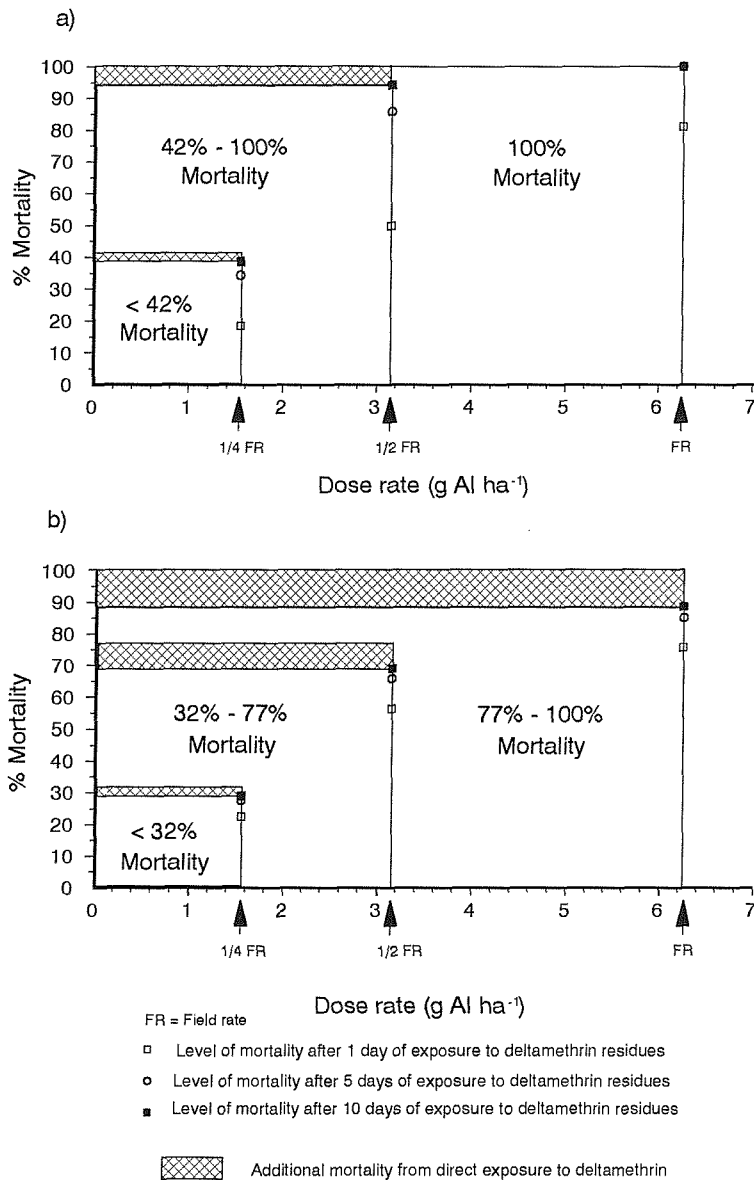 a)
100
90
80
70
60
50
40
30
20
10
0
% Mortality
42% - 100%
Mortality
100%
Mortality
< 42%
Mortality
0 1 2 3 4 5 6 7
1/4 FR 1/2 FR FR
Dose rate (g AI ha⁻¹)
b)
100
90
80
70
60
50
40
30
20
10
0
% Mortality
32% - 77%
Mortality
77% - 100%
Mortality
< 32%
Mortality
0 1 2 3 4 5 6 7
1/4 FR 1/2 FR FR
Dose rate (g AI ha⁻¹)
FR = Field rate
Level of mortality after 1 day of exposure to deltamethrin residues
Level of mortality after 5 days of exposure to deltamethrin residues
Level of mortality after 10 days of exposure to deltamethrin residues
Additional mortality from direct exposure to deltamethrin